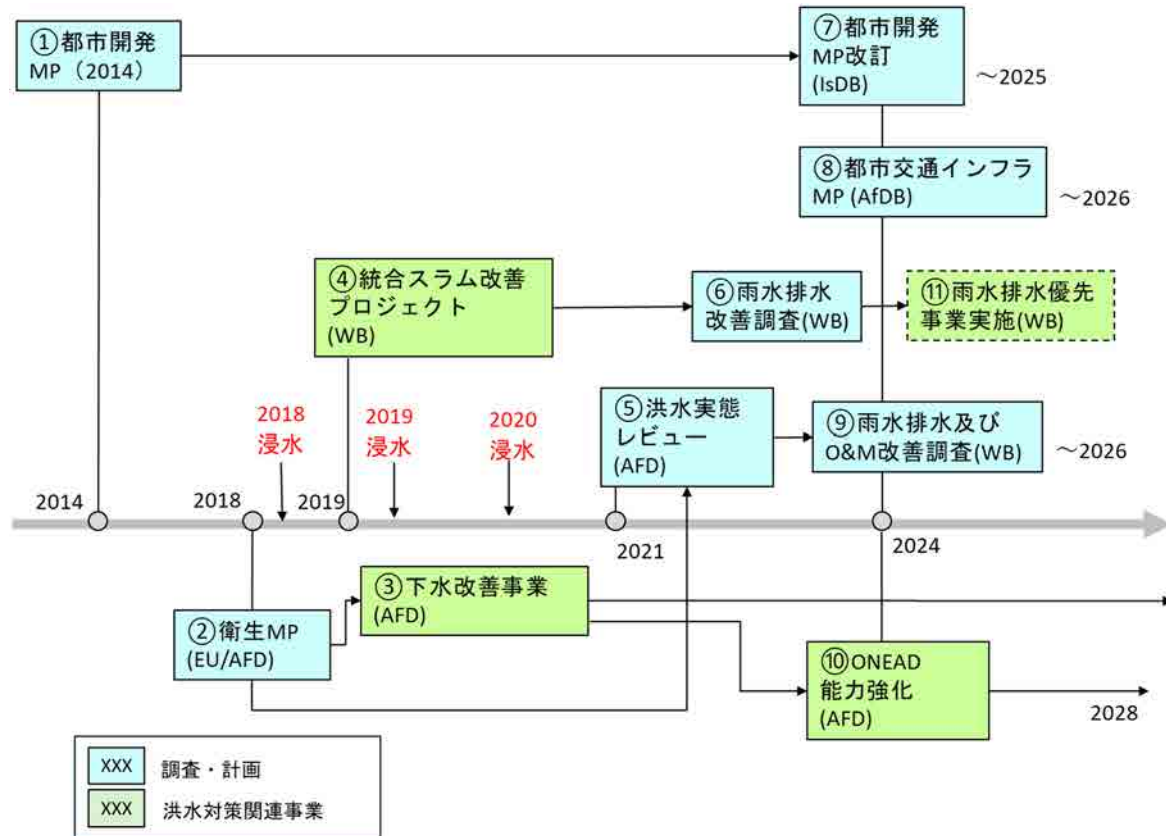 ①都市開発
MP（2014）
⑦都市開発
MP改訂
(IsDB)
～2025
⑧都市交通インフラ
MP (AfDB)
～2026
④統合スラム改善
プロジェクト
(WB)
⑥雨水排水
改善調査(WB)
⑪雨水排水優先
事業実施(WB)
2018
浸水
2019
浸水
2020
浸水
⑤洪水実態
レビュー
(AFD)
⑨雨水排水及び
O&M改善調査(WB)
～2026
2014
2018
2019
2021
2024
③下水改善事業
(AFD)
②衛生MP
(EU/AFD)
⑩ONEAD
能力強化
(AFD)
2028
XXX 調査・計画
XXX 洪水対策関連事業